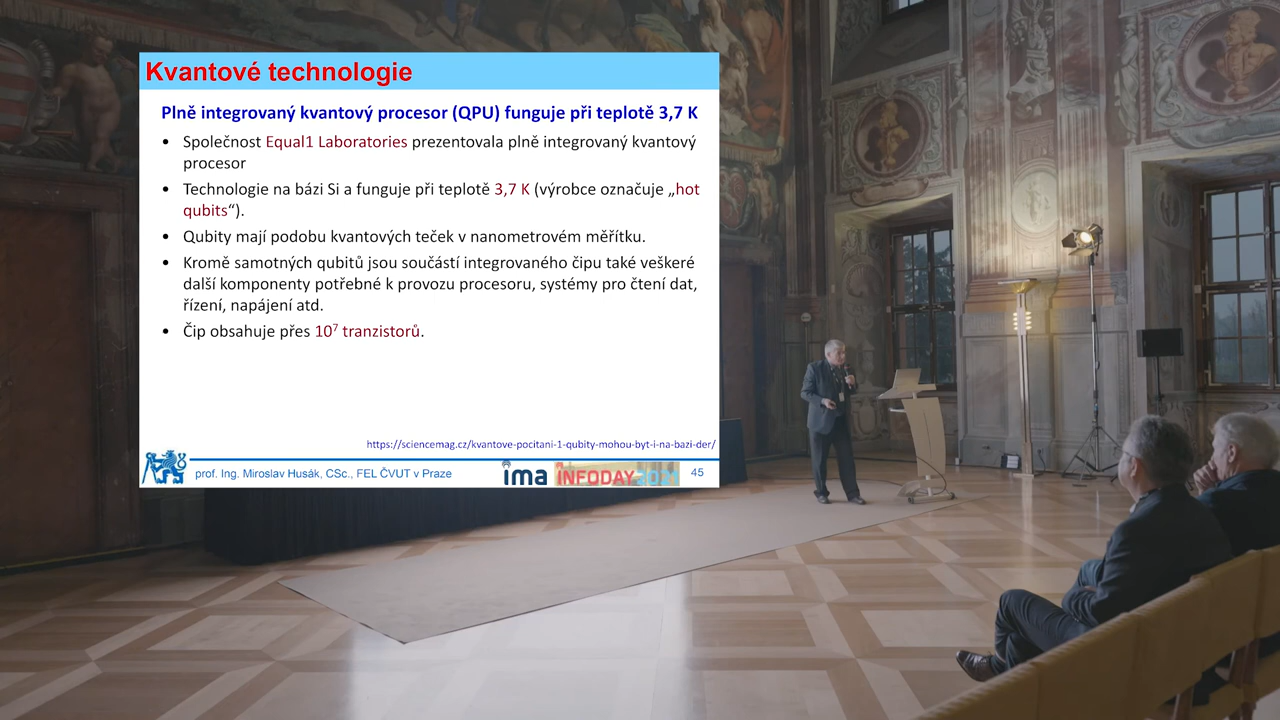 Kvantové technologie
Plně integrovaný kvantový procesor (QPU) funguje při teplotě 3,7 K
• Společnost Equal1 Laboratories prezentovala plně integrovaný kvantový
procesor
• Technologie na bázi Si a funguje při teplotě 3,7 K (výrobce označuje „hot
qubits“).
• Qubity mají podobu kvantových teček v nanometrovém měřítku.
• Kromě samotných qubitů jsou součástí integrovaného čipu také veškeré
další komponenty potřebné k provozu procesoru, systémy pro čtení dat,
řízení, napájení atd.
• Čip obsahuje přes 10⁷ tranzistorů.
https://sciencemag.cz/kvantove-pocitani-1-qubity-mohou-byt-i-na-bazi-der/
prof. Ing. Miroslav Husák, CSc., FEL ČVUT v Praze ima INFODAY 2021 45